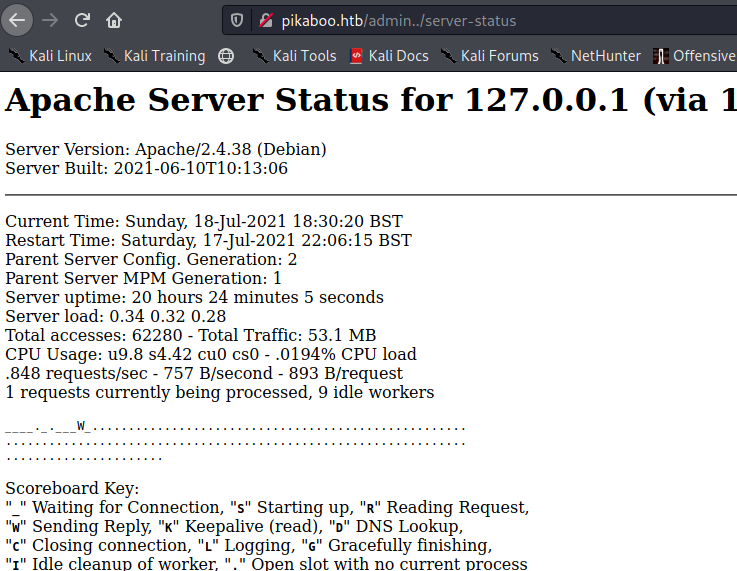 pikaboo.htb/admin../server-status
Kali Linux Kali Training Kali Tools Kali Docs Kali Forums NetHunter Offensive
Apache Server Status for 127.0.0.1 (via 1
Server Version: Apache/2.4.38 (Debian)
Server Built: 2021-06-10T10:13:06
Current Time: Sunday, 18-Jul-2021 18:30:20 BST
Restart Time: Saturday, 17-Jul-2021 22:06:15 BST
Parent Server Config. Generation: 2
Parent Server MPM Generation: 1
Server uptime: 20 hours 24 minutes 5 seconds
Server load: 0.34 0.32 0.28
Total accesses: 62280 - Total Traffic: 53.1 MB
CPU Usage: u9.8 s4.42 cu0 cs0 - .0194% CPU load
.848 requests/sec - 757 B/second - 893 B/request
1 requests currently being processed, 9 idle workers
____._.___W_....................................................
................................................................
......................
Scoreboard Key:
"_" Waiting for Connection, "S" Starting up, "R" Reading Request,
"W" Sending Reply, "K" Keepalive (read), "D" DNS Lookup,
"C" Closing connection, "L" Logging, "G" Gracefully finishing,
"I" Idle cleanup of worker, "." Open slot with no current process